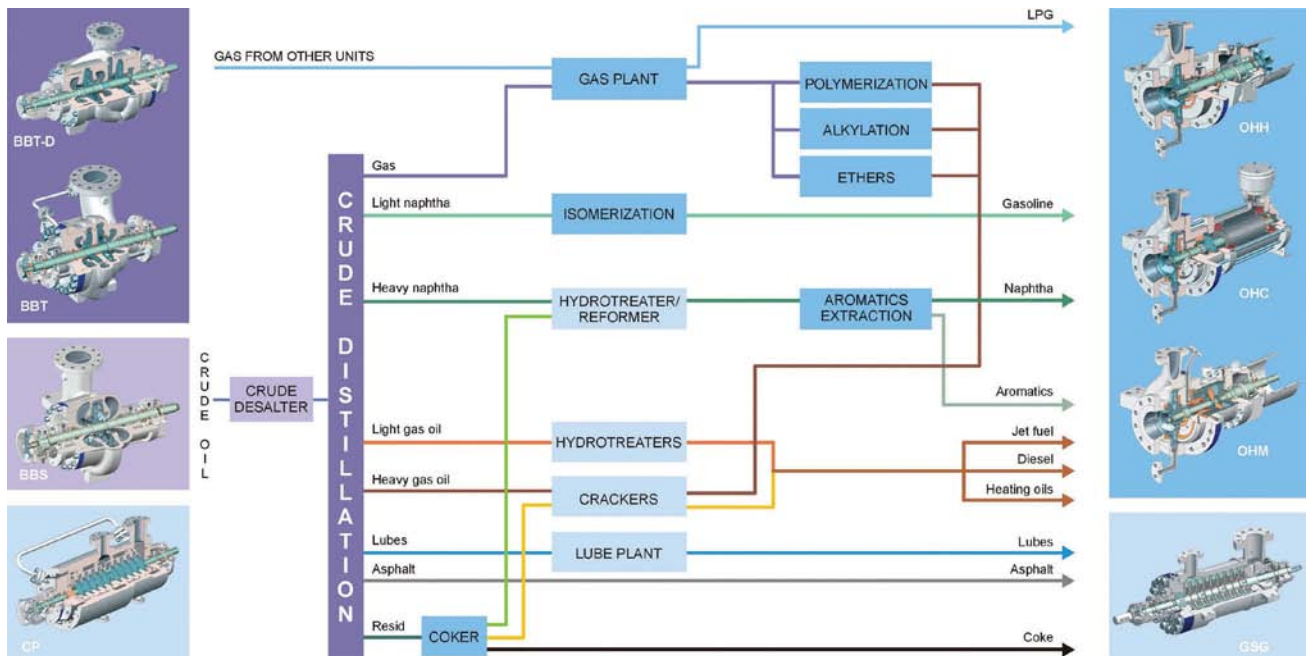 BBT-D
BBT
BBS
CP
CRUDE OIL
CRUDE
DESALTER
CRUDE DISTILLATION
GAS FROM OTHER UNITS
Gas
Light naphtha
Heavy naphtha
Light gas oil
Heavy gas oil
Lubes
Asphalt
Resid
COKER
GAS PLANT
ISOMERIZATION
HYDROTREATER/
REFORMER
HYDROTREATERS
CRACKERS
LUBE PLANT
POLYMERIZATION
ALKYLATION
ETHERS
AROMATICS
EXTRACTION
LPG
Gasoline
Naphtha
Aromatics
Jet fuel
Diesel
Heating oils
Lubes
Asphalt
Coke
OHH
OHC
OHM
GSG